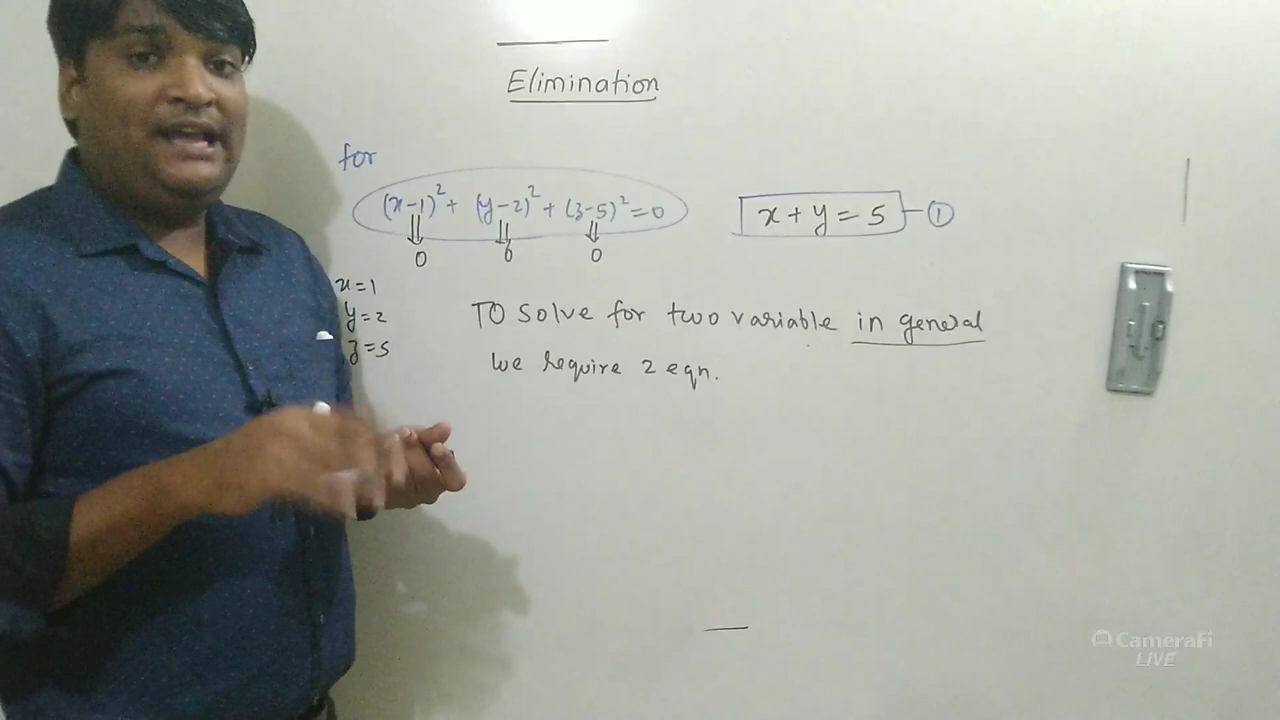 Elimination
for
(x-1)² + (y-2)² + (z-5)² = 0
x + y = 5 — ①
0 0 0
x=1
y=2
z=5
To solve for two variable in general
we require 2 eqn.
CameraFi
LIVE